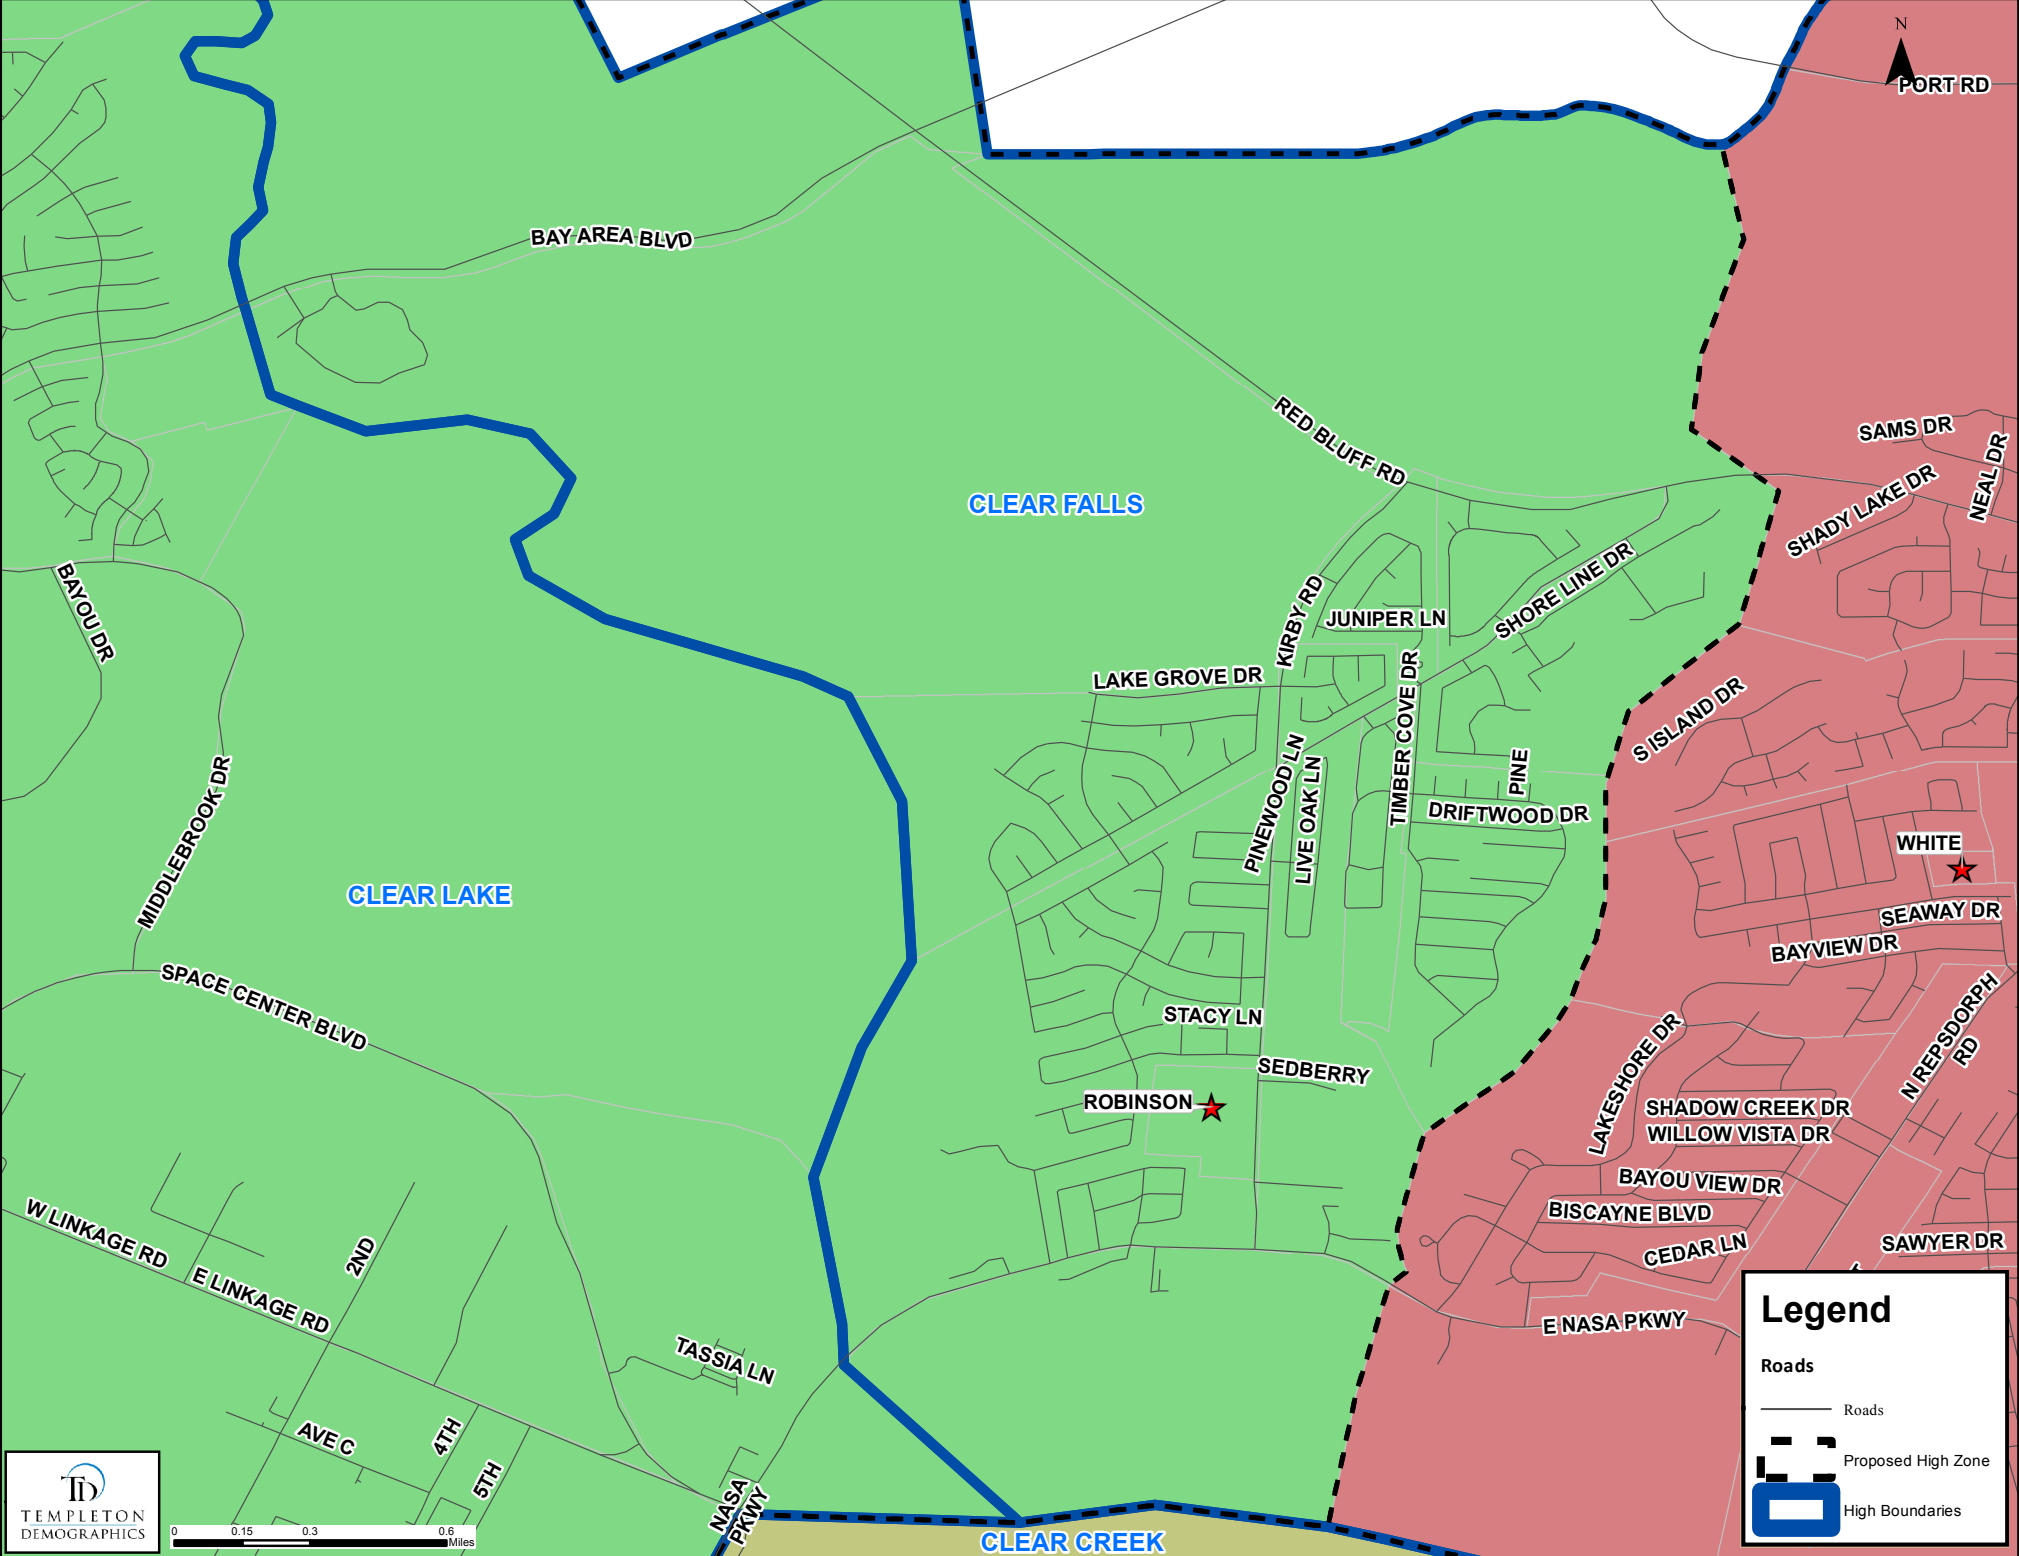 N
PORT RD
BAY AREA BLVD
RED BLUFF RD
SAMS DR
NEAL DR
SHADY LAKE DR
CLEAR FALLS
BAYOU DR
KIRBY RD
JUNIPER LN
SHORE LINE DR
LAKE GROVE DR
TIMBER COVE DR
S ISLAND DR
PINEWOOD LN
LIVE OAK LN
PINE
DRIFTWOOD DR
MIDDLEBROOK DR
WHITE
CLEAR LAKE
SEAWAY DR
BAYVIEW DR
SPACE CENTER BLVD
STACY LN
N REPSDORPH
RD
LAKESHORE DR
SEDBERRY
ROBINSON
SHADOW CREEK DR
WILLOW VISTA DR
BAYOU VIEW DR
BISCAYNE BLVD
W LINKAGE RD
2ND
CEDAR LN
SAWYER DR
E LINKAGE RD
E NASA PKWY
TASSIA LN
AVE C
4TH
5TH
NASA
PKWY
CLEAR CREEK
Legend
Roads
Roads
Proposed High Zone
High Boundaries
TD
TEMPLETON
DEMOGRAPHICS
0 0.15 0.3 0.6
Miles